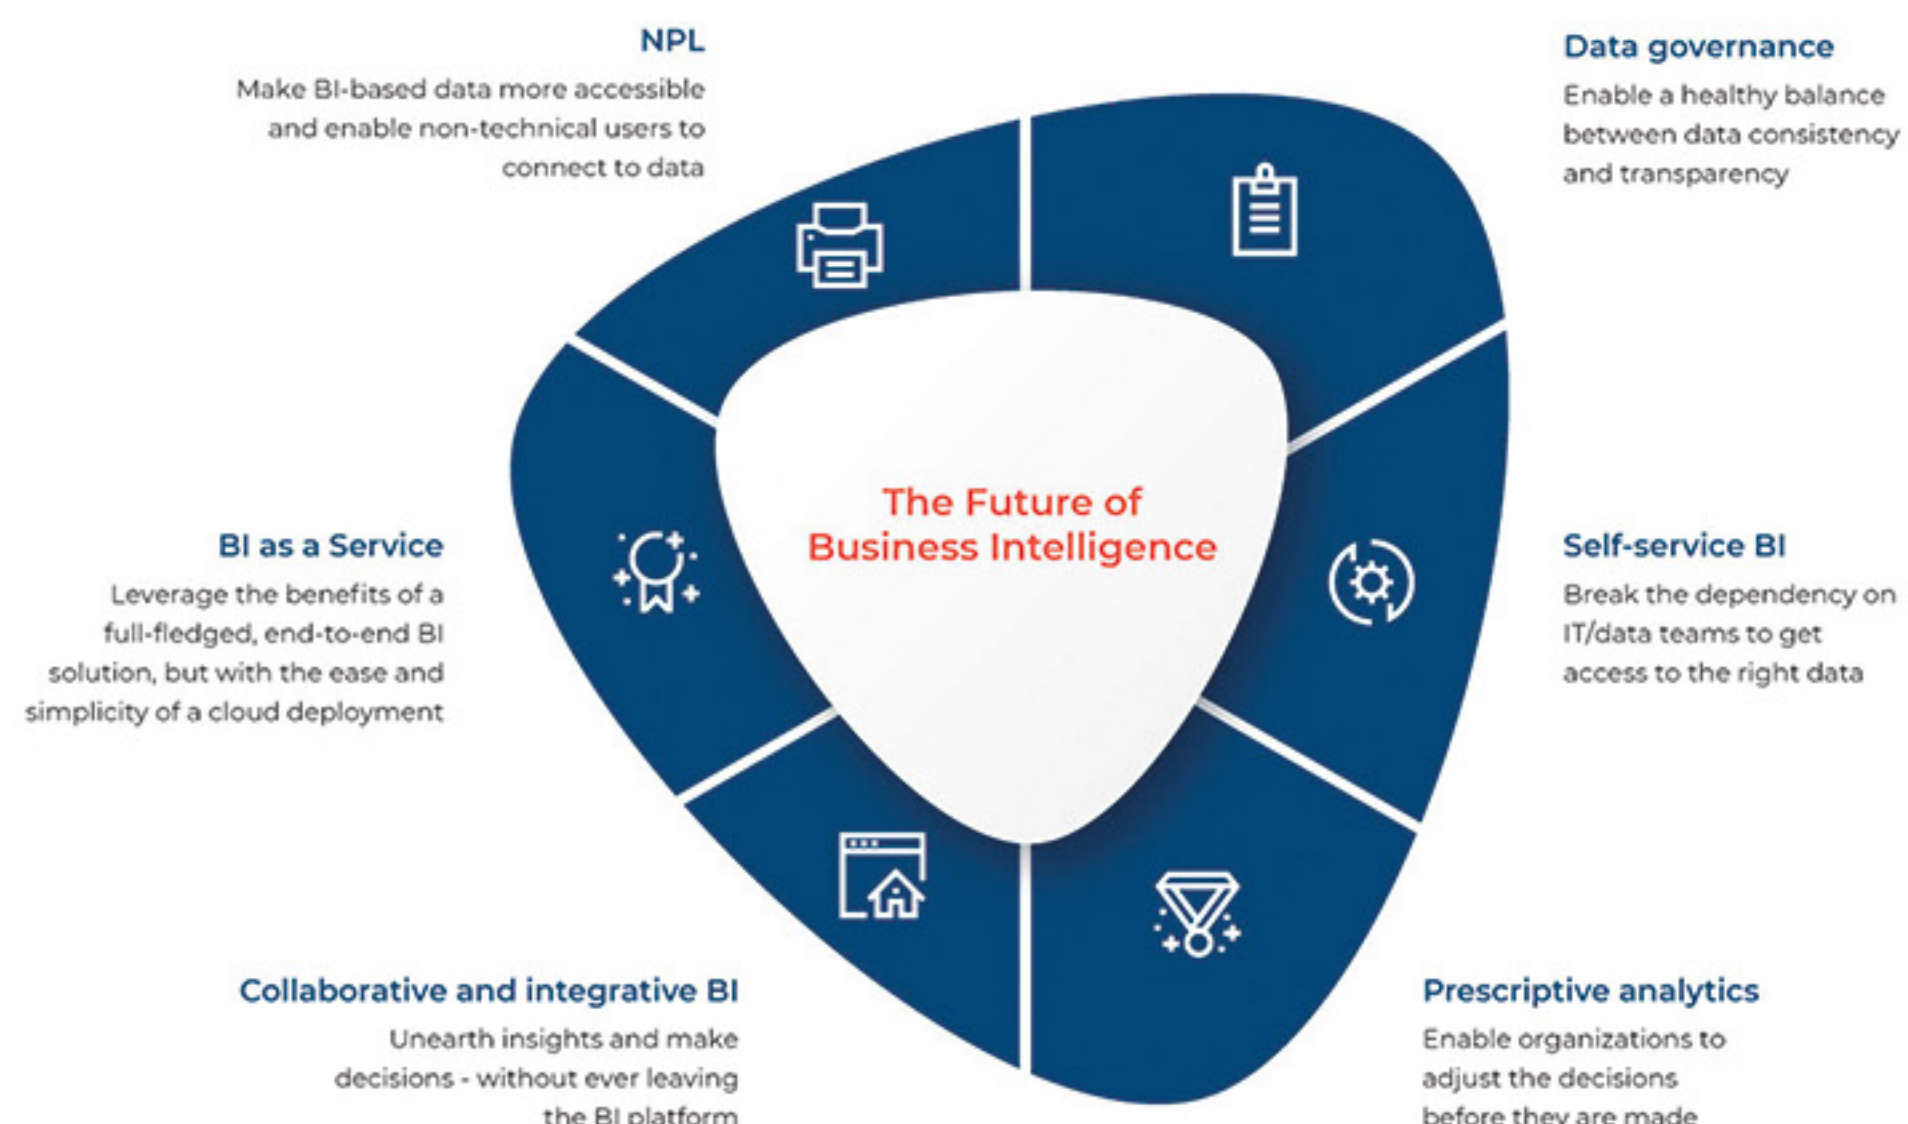 NPL
Make BI-based data more accessible
and enable non-technical users to
connect to data
Data governance
Enable a healthy balance
between data consistency
and transparency
The Future of
Business Intelligence
BI as a Service
Leverage the benefits of a
full-fledged, end-to-end BI
solution, but with the ease and
simplicity of a cloud deployment
Self-service BI
Break the dependency on
IT/data teams to get
access to the right data
Collaborative and integrative BI
Unearth insights and make
decisions - without ever leaving
the BI platform
Prescriptive analytics
Enable organizations to
adjust the decisions
before they are made